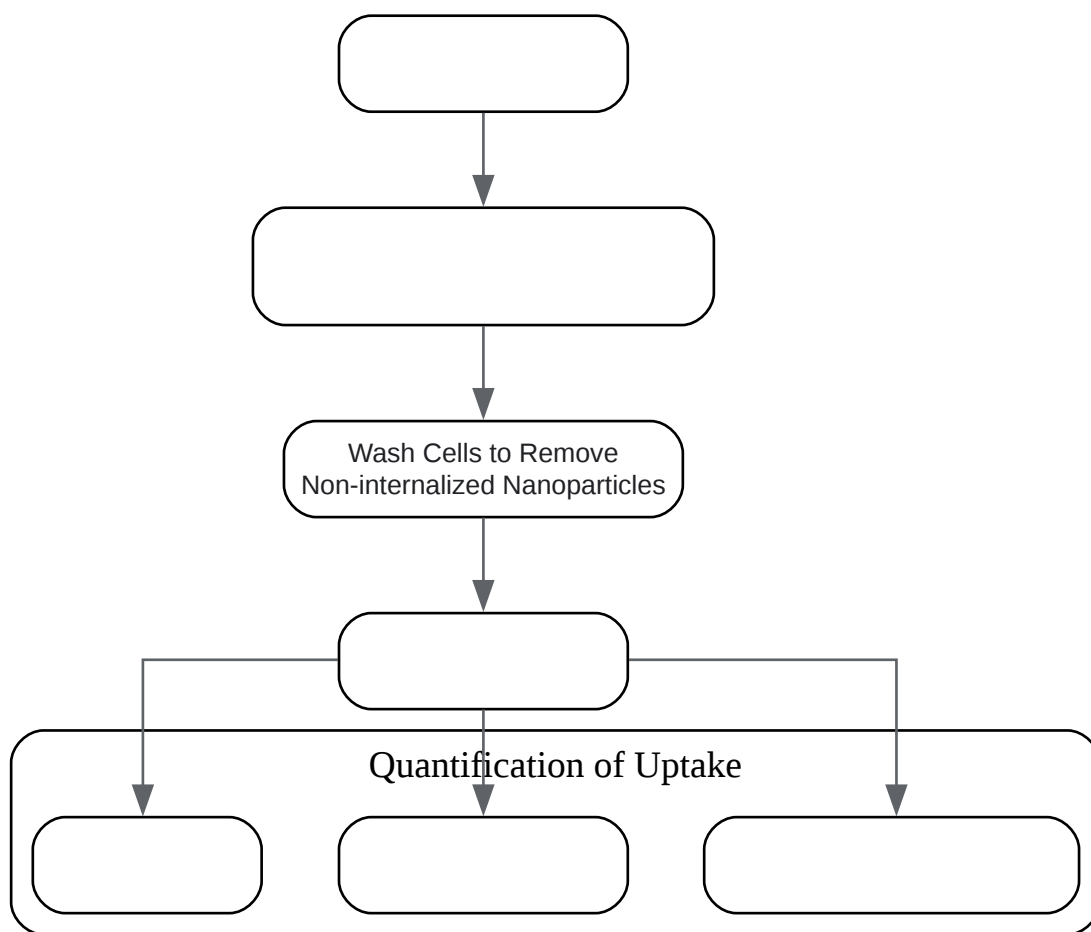 Wash Cells to Remove
Non-internalized Nanoparticles
Quantification of Uptake